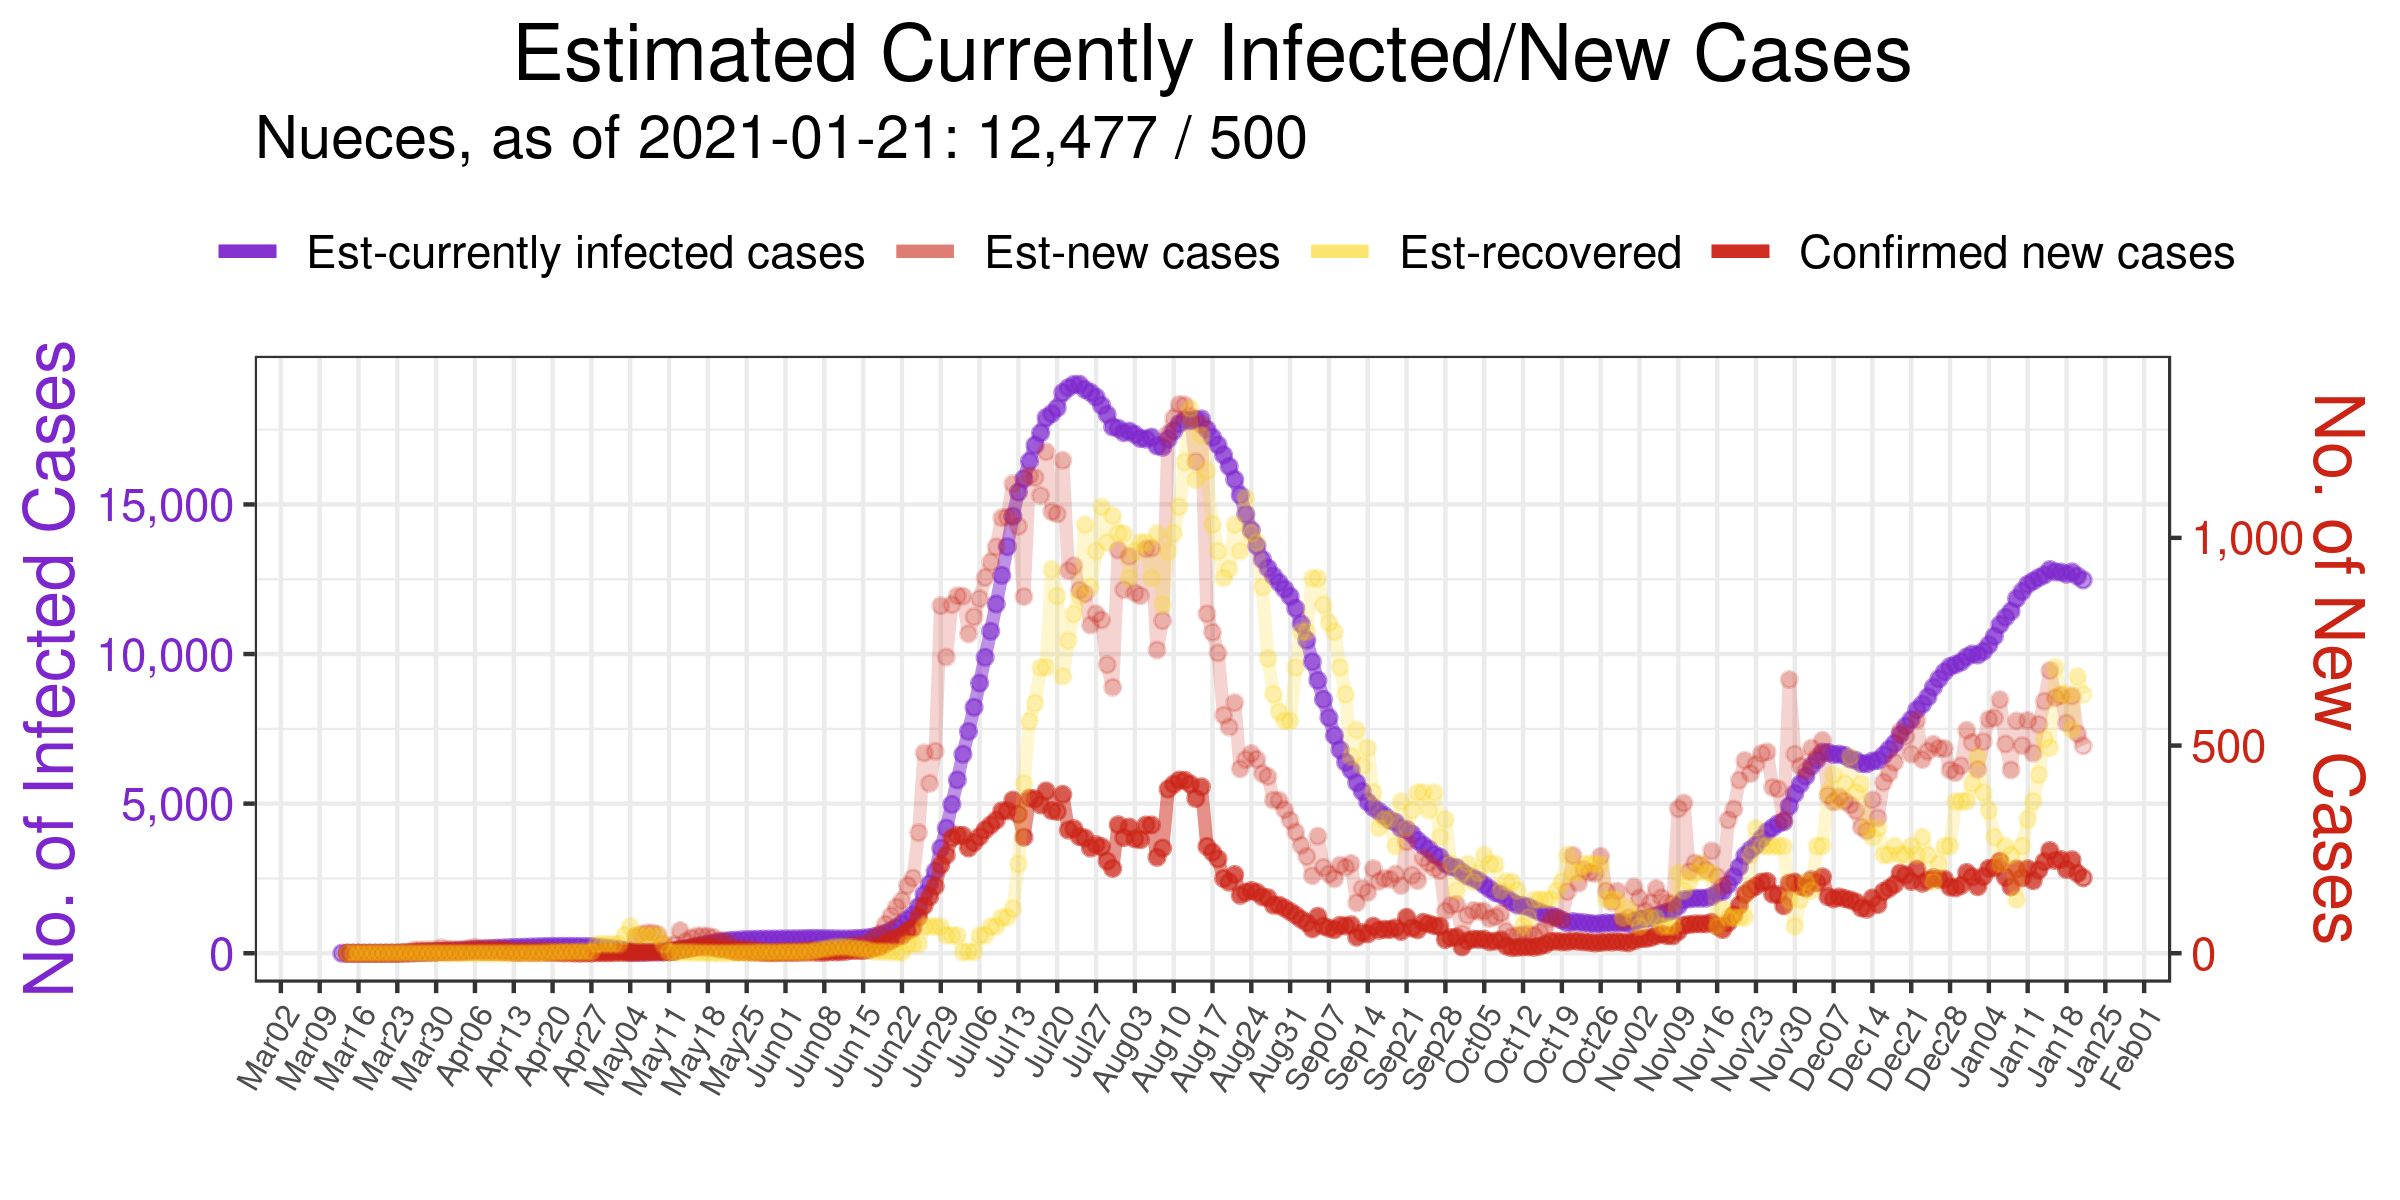 Estimated Currently Infected/New Cases
Nueces, as of 2021-01-21: 12,477 / 500
Est-currently infected cases Est-new cases Est-recovered Confirmed new cases
No. of Infected Cases
15,000
10,000
5,000
0
1,000
500
0
No. of New Cases
Mar02 Mar09 Mar16 Mar23 Mar30 Apr06 Apr13 Apr20 Apr27 May04 May11 May18 May25 Jun01 Jun08 Jun15 Jun22 Jun29 Jul06 Jul13 Jul20 Jul27 Aug03 Aug10 Aug17 Aug24 Aug31 Sep07 Sep14 Sep21 Sep28 Oct05 Oct12 Oct19 Oct26 Nov02 Nov09 Nov16 Nov23 Nov30 Dec07 Dec14 Dec21 Dec28 Jan04 Jan11 Jan18 Jan25 Feb01